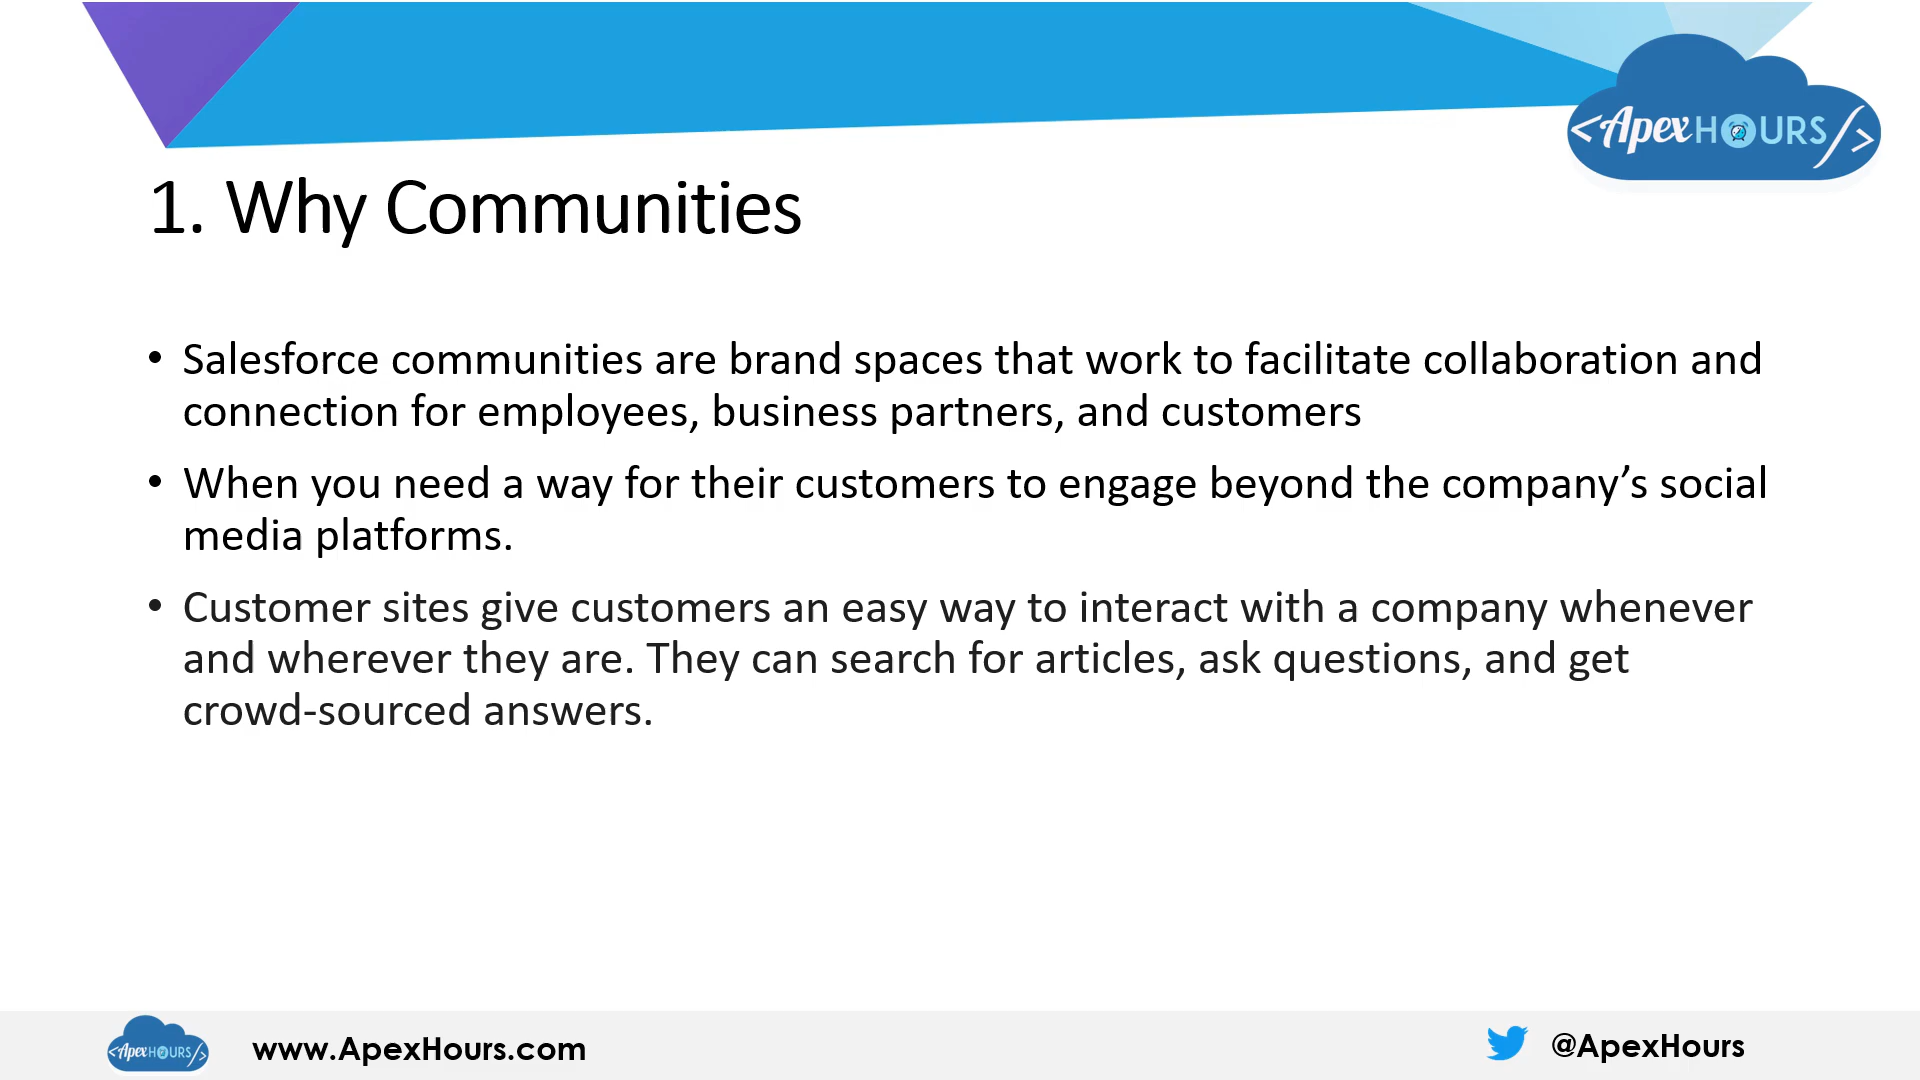 <ApexHOURS/>
1. Why Communities
• Salesforce communities are brand spaces that work to facilitate collaboration and
connection for employees, business partners, and customers
• When you need a way for their customers to engage beyond the company’s social
media platforms.
• Customer sites give customers an easy way to interact with a company whenever
and wherever they are. They can search for articles, ask questions, and get
crowd-sourced answers.
<ApexHOURS/>
www.ApexHours.com
@ApexHours